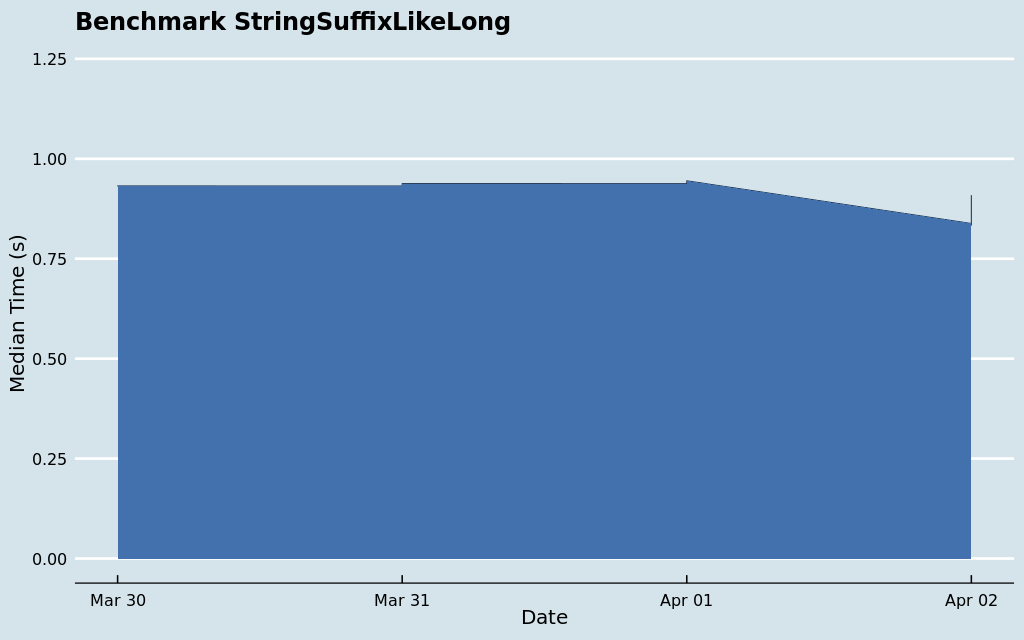 Benchmark StringSuffixLikeLong
1.25
1.00
0.75
0.50
0.25
0.00
Median Time (s)
Mar 30
Mar 31
Apr 01
Apr 02
Date